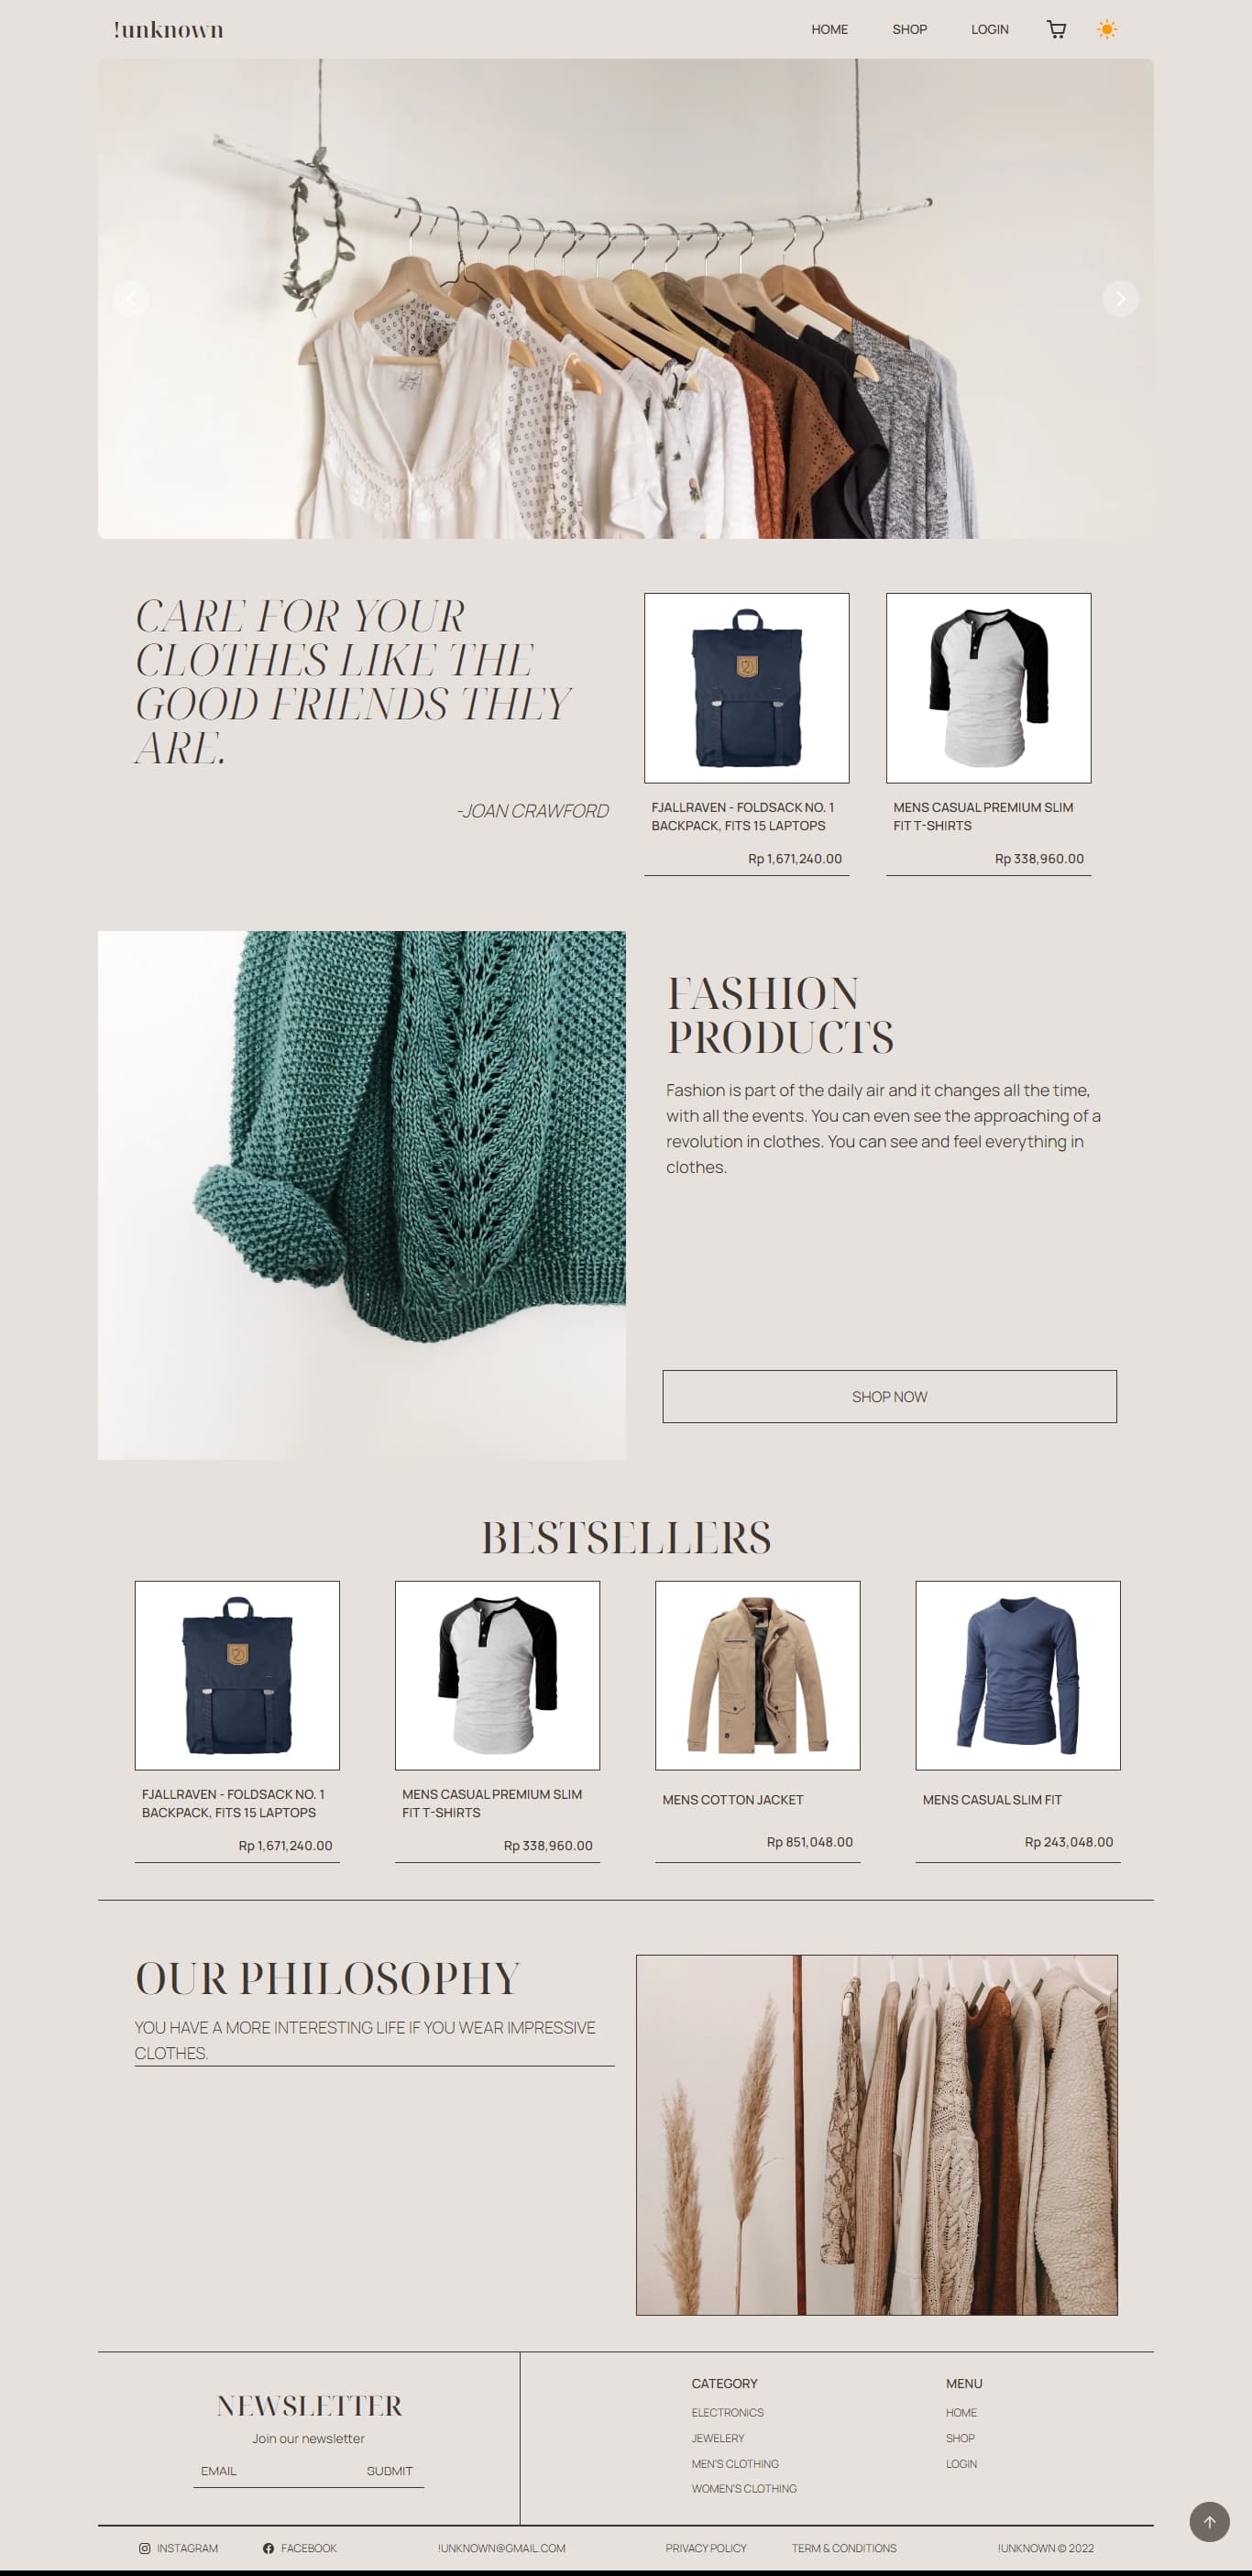 !unknown
HOME SHOP LOGIN
CARE FOR YOUR
CLOTHES LIKE THE
GOOD FRIENDS THEY
ARE.
-JOAN CRAWFORD
FJALLRAVEN - FOLDSACK NO. 1
BACKPACK, FITS 15 LAPTOPS
Rp 1,671,240.00
MENS CASUAL PREMIUM SLIM
FIT T-SHIRTS
Rp 338,960.00
FASHION
PRODUCTS
Fashion is part of the daily air and it changes all the time,
with all the events. You can even see the approaching of a
revolution in clothes. You can see and feel everything in
clothes.
SHOP NOW
BESTSELLERS
FJALLRAVEN - FOLDSACK NO. 1
BACKPACK, FITS 15 LAPTOPS
Rp 1,671,240.00
MENS CASUAL PREMIUM SLIM
FIT T-SHIRTS
Rp 338,960.00
MENS COTTON JACKET
Rp 851,048.00
MENS CASUAL SLIM FIT
Rp 243,048.00
OUR PHILOSOPHY
YOU HAVE A MORE INTERESTING LIFE IF YOU WEAR IMPRESSIVE
CLOTHES.
NEWSLETTER
Join our newsletter
EMAIL SUBMIT
CATEGORY
ELECTRONICS
JEWELERY
MEN'S CLOTHING
WOMEN'S CLOTHING
MENU
HOME
SHOP
LOGIN
INSTAGRAM FACEBOOK !UNKNOWN@GMAIL.COM PRIVACY POLICY TERM & CONDITIONS !UNKNOWN © 2022